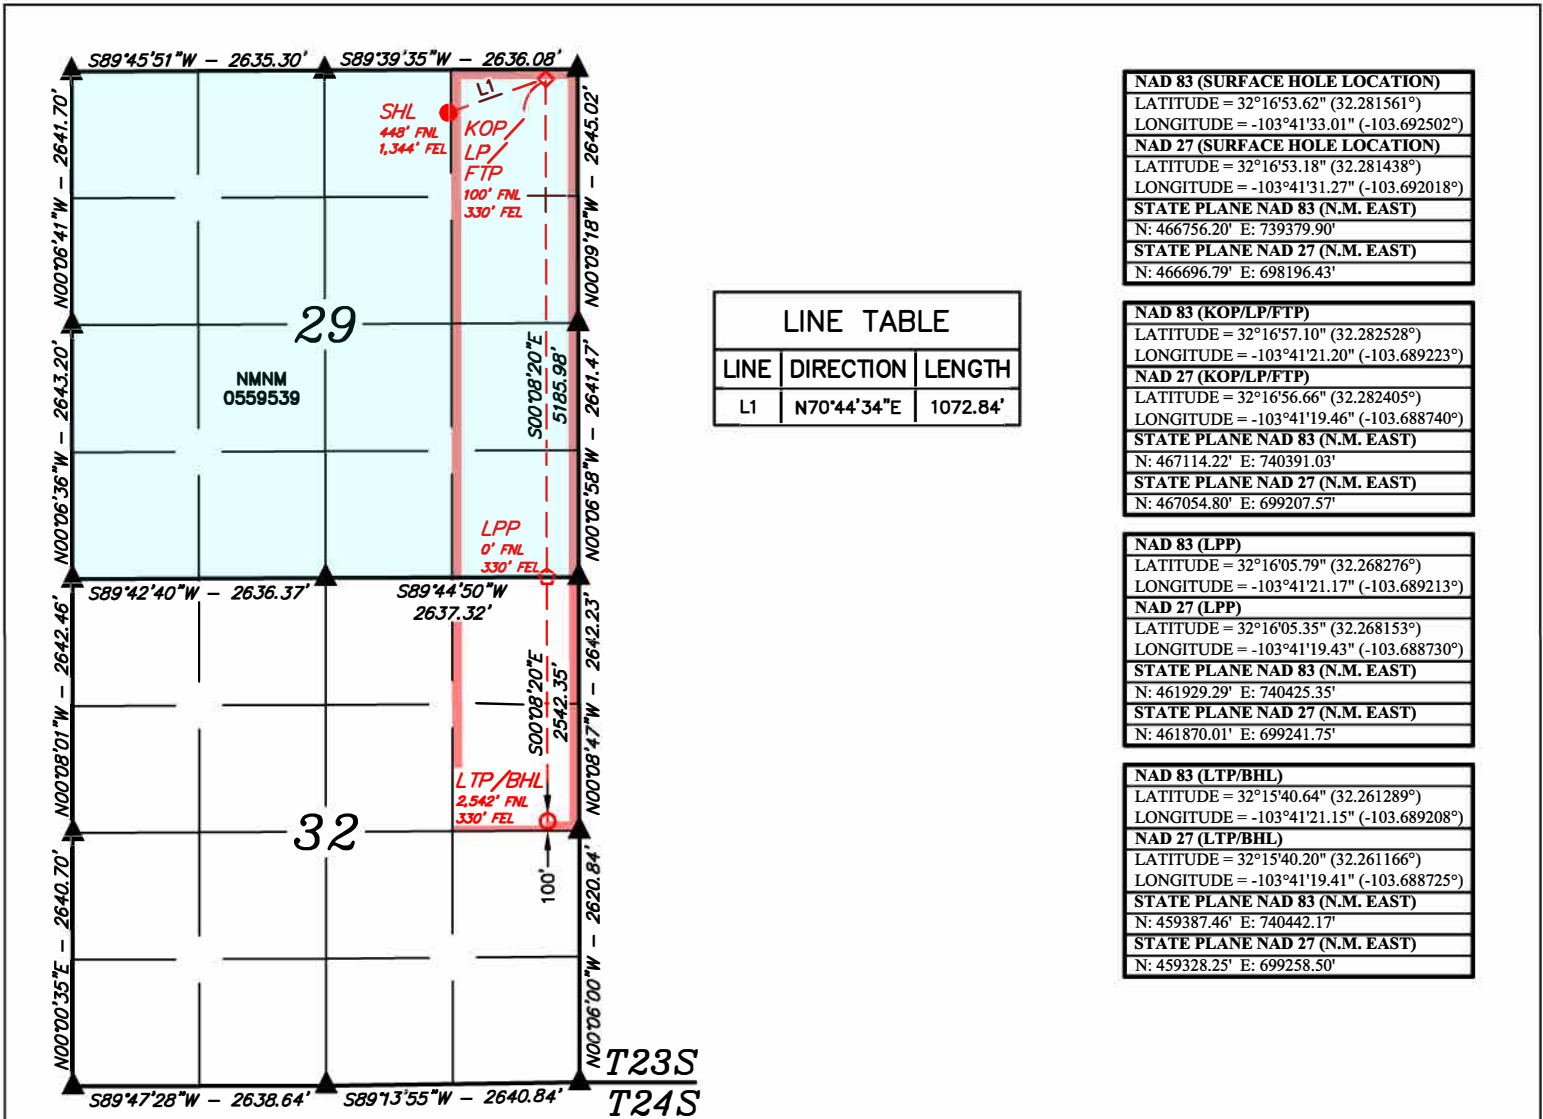 S89°45'51"W - 2635.30'
S89°39'35"W - 2636.08'
N00°06'41"W - 2641.70'
N00°09'18"W - 2645.02'
L1
SHL
448' FNL
1,344' FEL
KOP/
LP/
FTP
100' FNL
330' FEL
29
NMNM
0559539
S00°08'20"E
5185.98'
N00°06'36"W - 2643.20'
N00°06'58"W - 2641.47'
LPP
0' FNL
330' FEL
S89°42'40"W - 2636.37'
S89°44'50"W
2637.32'
N00°08'01"W - 2642.46'
N00°08'47"W - 2642.23'
S00°08'20"E
2542.35'
LTP/BHL
2,542' FNL
330' FEL
32
100'
N00°00'35"E - 2640.70'
N00°06'00"W - 2620.84'
S89°47'28"W - 2638.64'
S89°13'55"W - 2640.84'
T23S
T24S
LINE TABLE
LINE DIRECTION LENGTH
L1 N70°44'34"E 1072.84'
NAD 83 (SURFACE HOLE LOCATION)
LATITUDE = 32°16'53.62" (32.281561°)
LONGITUDE = -103°41'33.01" (-103.692502°)
NAD 27 (SURFACE HOLE LOCATION)
LATITUDE = 32°16'53.18" (32.281438°)
LONGITUDE = -103°41'31.27" (-103.692018°)
STATE PLANE NAD 83 (N.M. EAST)
N: 466756.20' E: 739379.90'
STATE PLANE NAD 27 (N.M. EAST)
N: 466696.79' E: 698196.43'
NAD 83 (KOP/LP/FTP)
LATITUDE = 32°16'57.10" (32.282528°)
LONGITUDE = -103°41'21.20" (-103.689223°)
NAD 27 (KOP/LP/FTP)
LATITUDE = 32°16'56.66" (32.282405°)
LONGITUDE = -103°41'19.46" (-103.688740°)
STATE PLANE NAD 83 (N.M. EAST)
N: 467114.22' E: 740391.03'
STATE PLANE NAD 27 (N.M. EAST)
N: 467054.80' E: 699207.57'
NAD 83 (LPP)
LATITUDE = 32°16'05.79" (32.268276°)
LONGITUDE = -103°41'21.17" (-103.689213°)
NAD 27 (LPP)
LATITUDE = 32°16'05.35" (32.268153°)
LONGITUDE = -103°41'19.43" (-103.688730°)
STATE PLANE NAD 83 (N.M. EAST)
N: 461929.29' E: 740425.35'
STATE PLANE NAD 27 (N.M. EAST)
N: 461870.01' E: 699241.75'
NAD 83 (LTP/BHL)
LATITUDE = 32°15'40.64" (32.261289°)
LONGITUDE = -103°41'21.15" (-103.689208°)
NAD 27 (LTP/BHL)
LATITUDE = 32°15'40.20" (32.261166°)
LONGITUDE = -103°41'19.41" (-103.688725°)
STATE PLANE NAD 83 (N.M. EAST)
N: 459387.46' E: 740442.17'
STATE PLANE NAD 27 (N.M. EAST)
N: 459328.25' E: 699258.50'